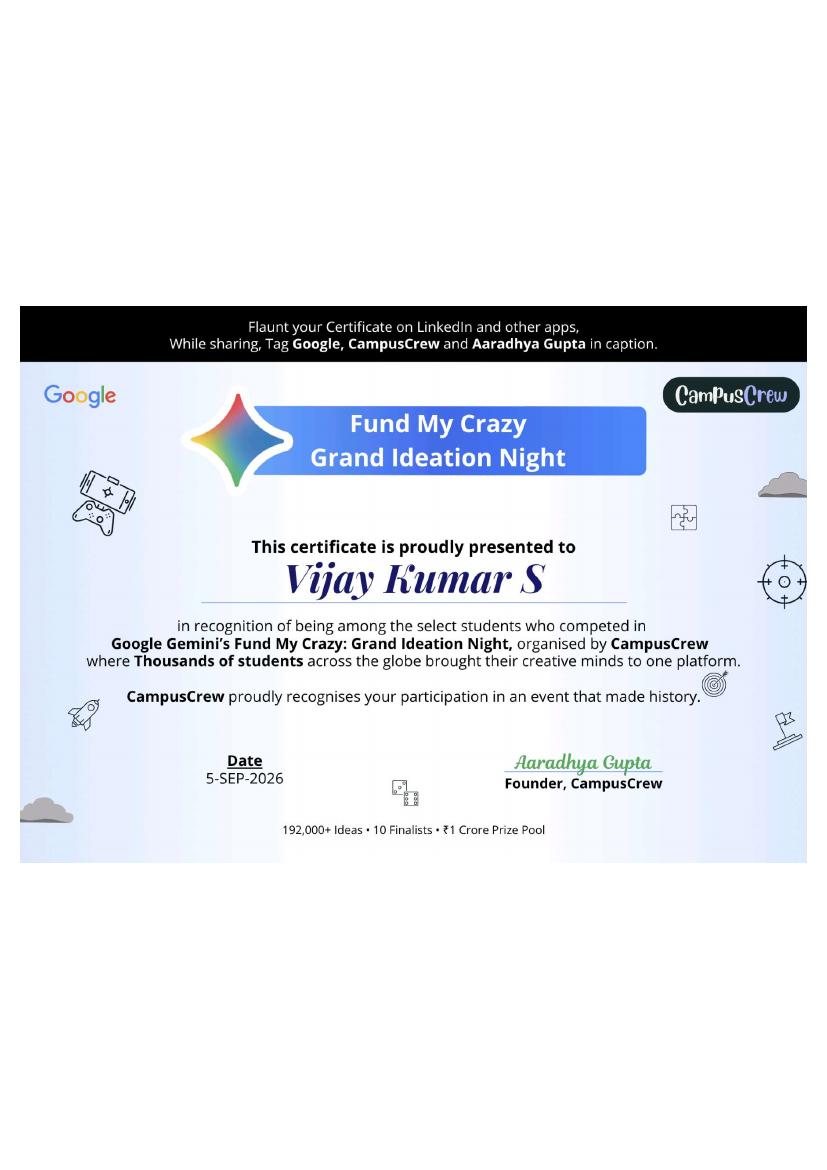 Flaunt your Certificate on LinkedIn and other apps,
While sharing, Tag Google, CampusCrew and Aaradhya Gupta in caption.
Google
CampusCrew
Fund My Crazy
Grand Ideation Night
This certificate is proudly presented to
Vijay Kumar S
in recognition of being among the select students who competed in
Google Gemini’s Fund My Crazy: Grand Ideation Night, organised by CampusCrew
where Thousands of students across the globe brought their creative minds to one platform.
CampusCrew proudly recognises your participation in an event that made history.
Date
5-SEP-2026
Aaradhya Gupta
Founder, CampusCrew
192,000+ Ideas • 10 Finalists • ₹1 Crore Prize Pool